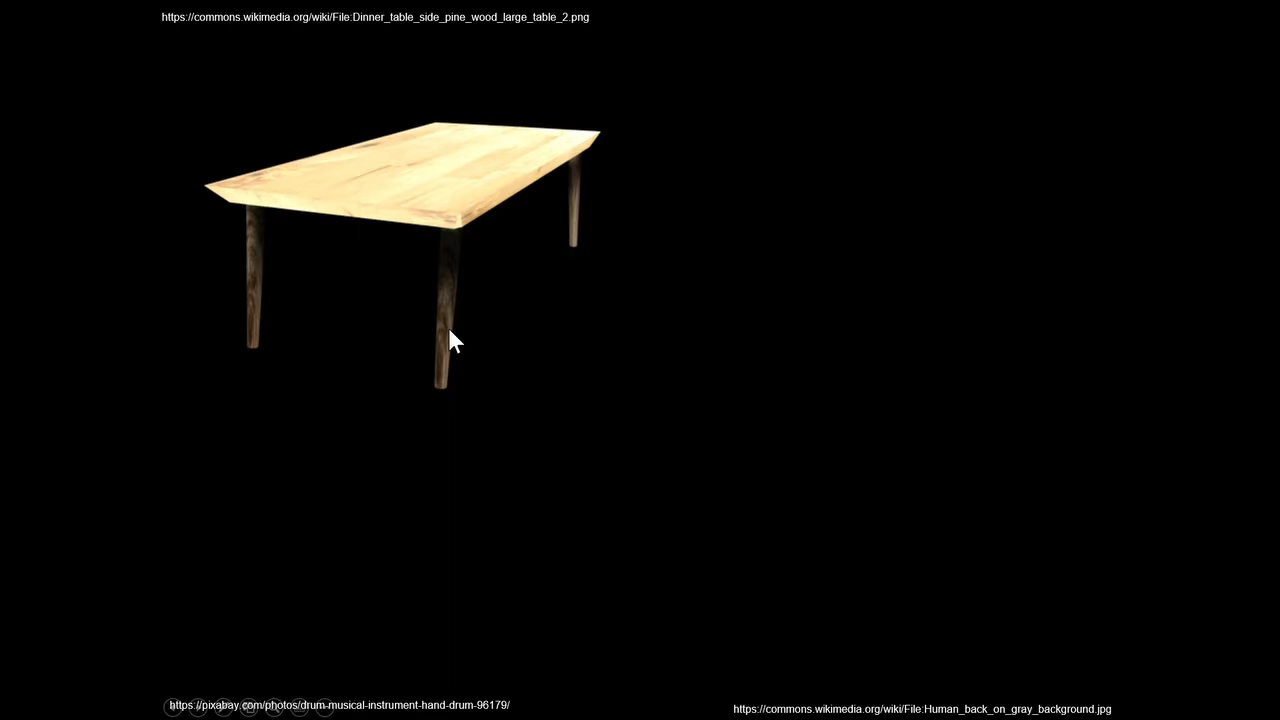 https://commons.wikimedia.org/wiki/File:Dinner_table_side_pine_wood_large_table_2.png
https://pixabay.com/photos/drum-musical-instrument-hand-drum-96179/
https://commons.wikimedia.org/wiki/File:Human_back_on_gray_background.jpg